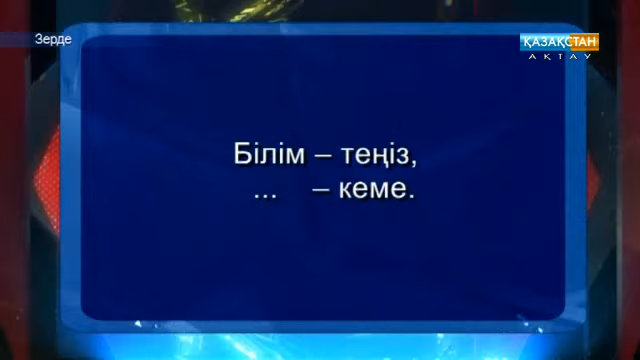 Зерде
ҚАЗАҚСТАН
АҚТАУ
Білім – теңіз,
... – кеме.